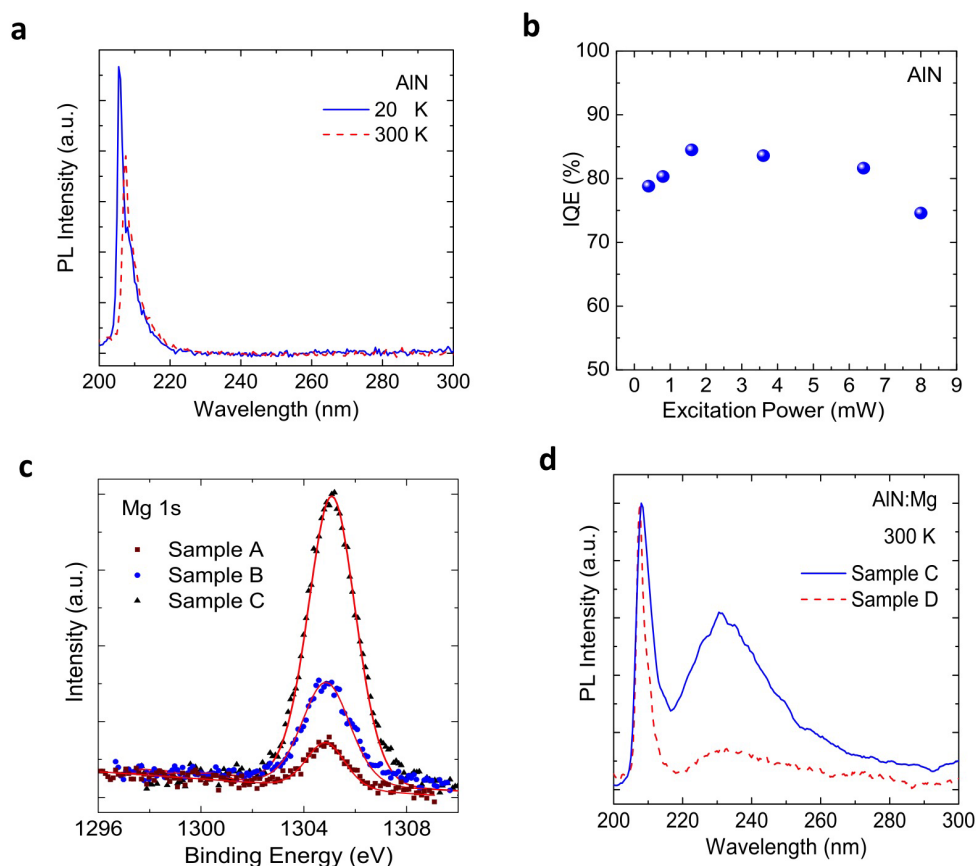 a
AlN
20 K
300 K
PL Intensity (a.u.)
200 220 240 260 280 300
Wavelength (nm)
b
AlN
100
90
80
70
60
50
IQE (%)
0 1 2 3 4 5 6 7 8 9
Excitation Power (mW)
c
Mg 1s
Sample A
Sample B
Sample C
Intensity (a.u.)
1296 1300 1304 1308
Binding Energy (eV)
d
AlN:Mg
300 K
Sample C
Sample D
PL Intensity (a.u.)
200 220 240 260 280 300
Wavelength (nm)